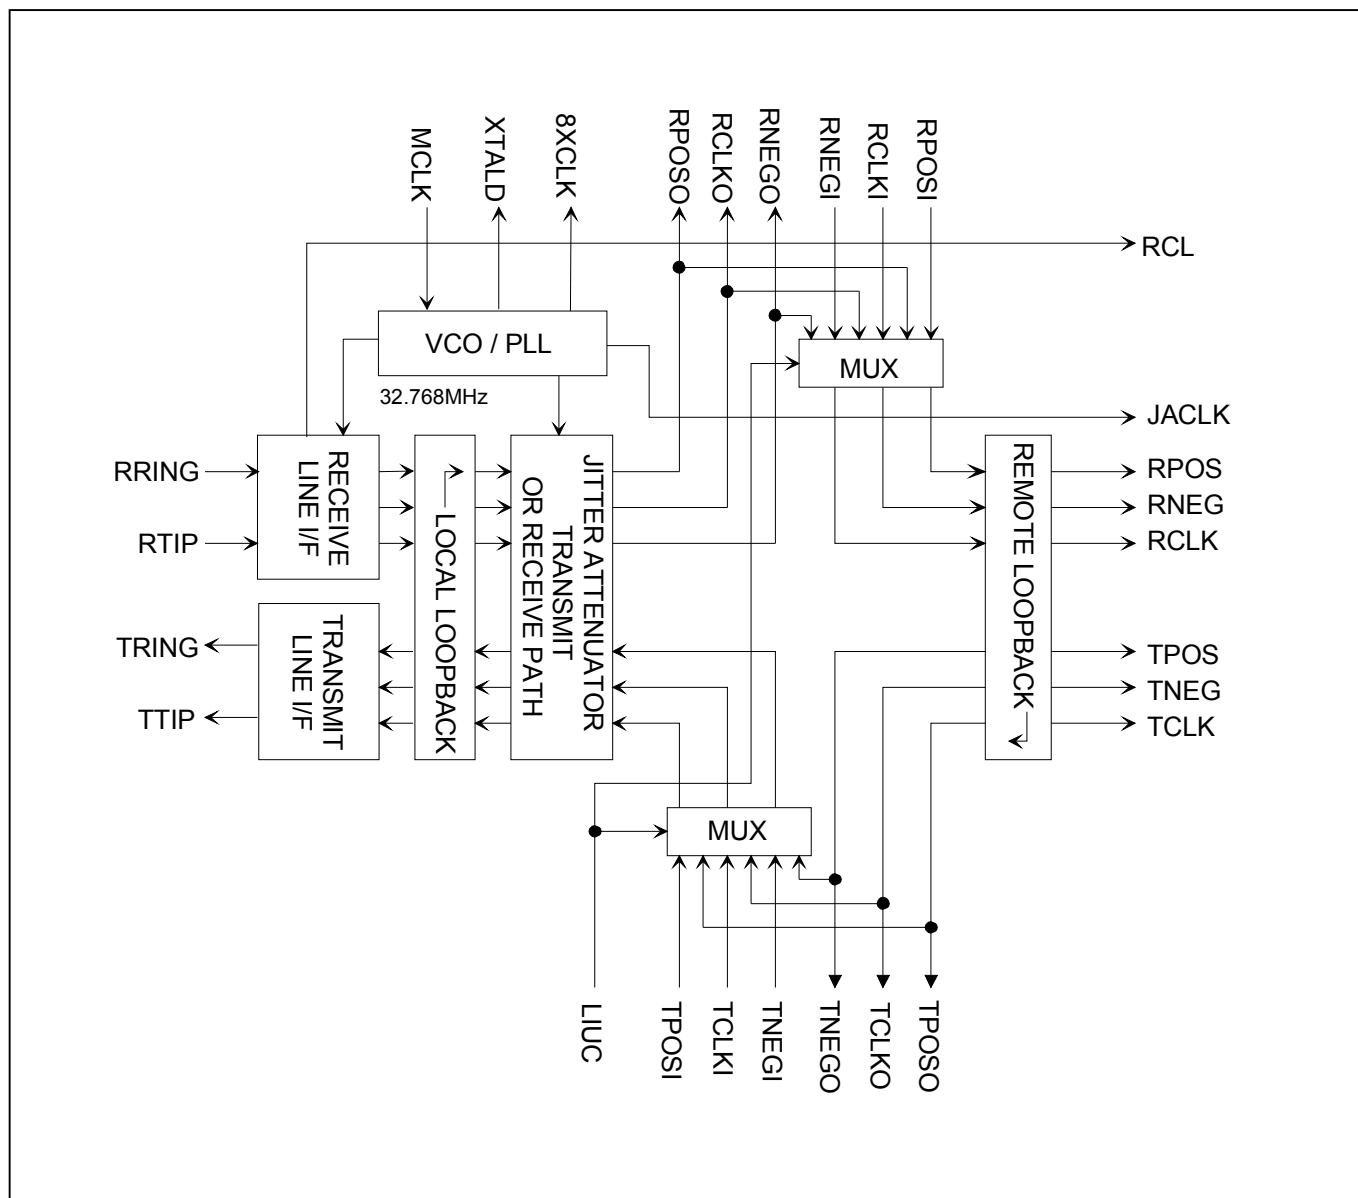 MCLK
XTALD
8XCLK
RPOSO
RCLKO
RNEGO
RNEGI
RCLKI
RPOSI
RCL
VCO / PLL
MUX
32.768MHz
JACLK
RRING
RTIP
RECEIVE
LINE I/F
LOCAL LOOPBACK
JITTER ATTENUATOR
TRANSMIT
OR RECEIVE PATH
REMOTE LOOPBACK
RPOS
RNEG
RCLK
TRING
TTIP
TRANSMIT
LINE I/F
TPOS
TNEG
TCLK
MUX
LIUC
TPOSI
TCLKI
TNEGI
TNEGO
TCLKO
TPOSO